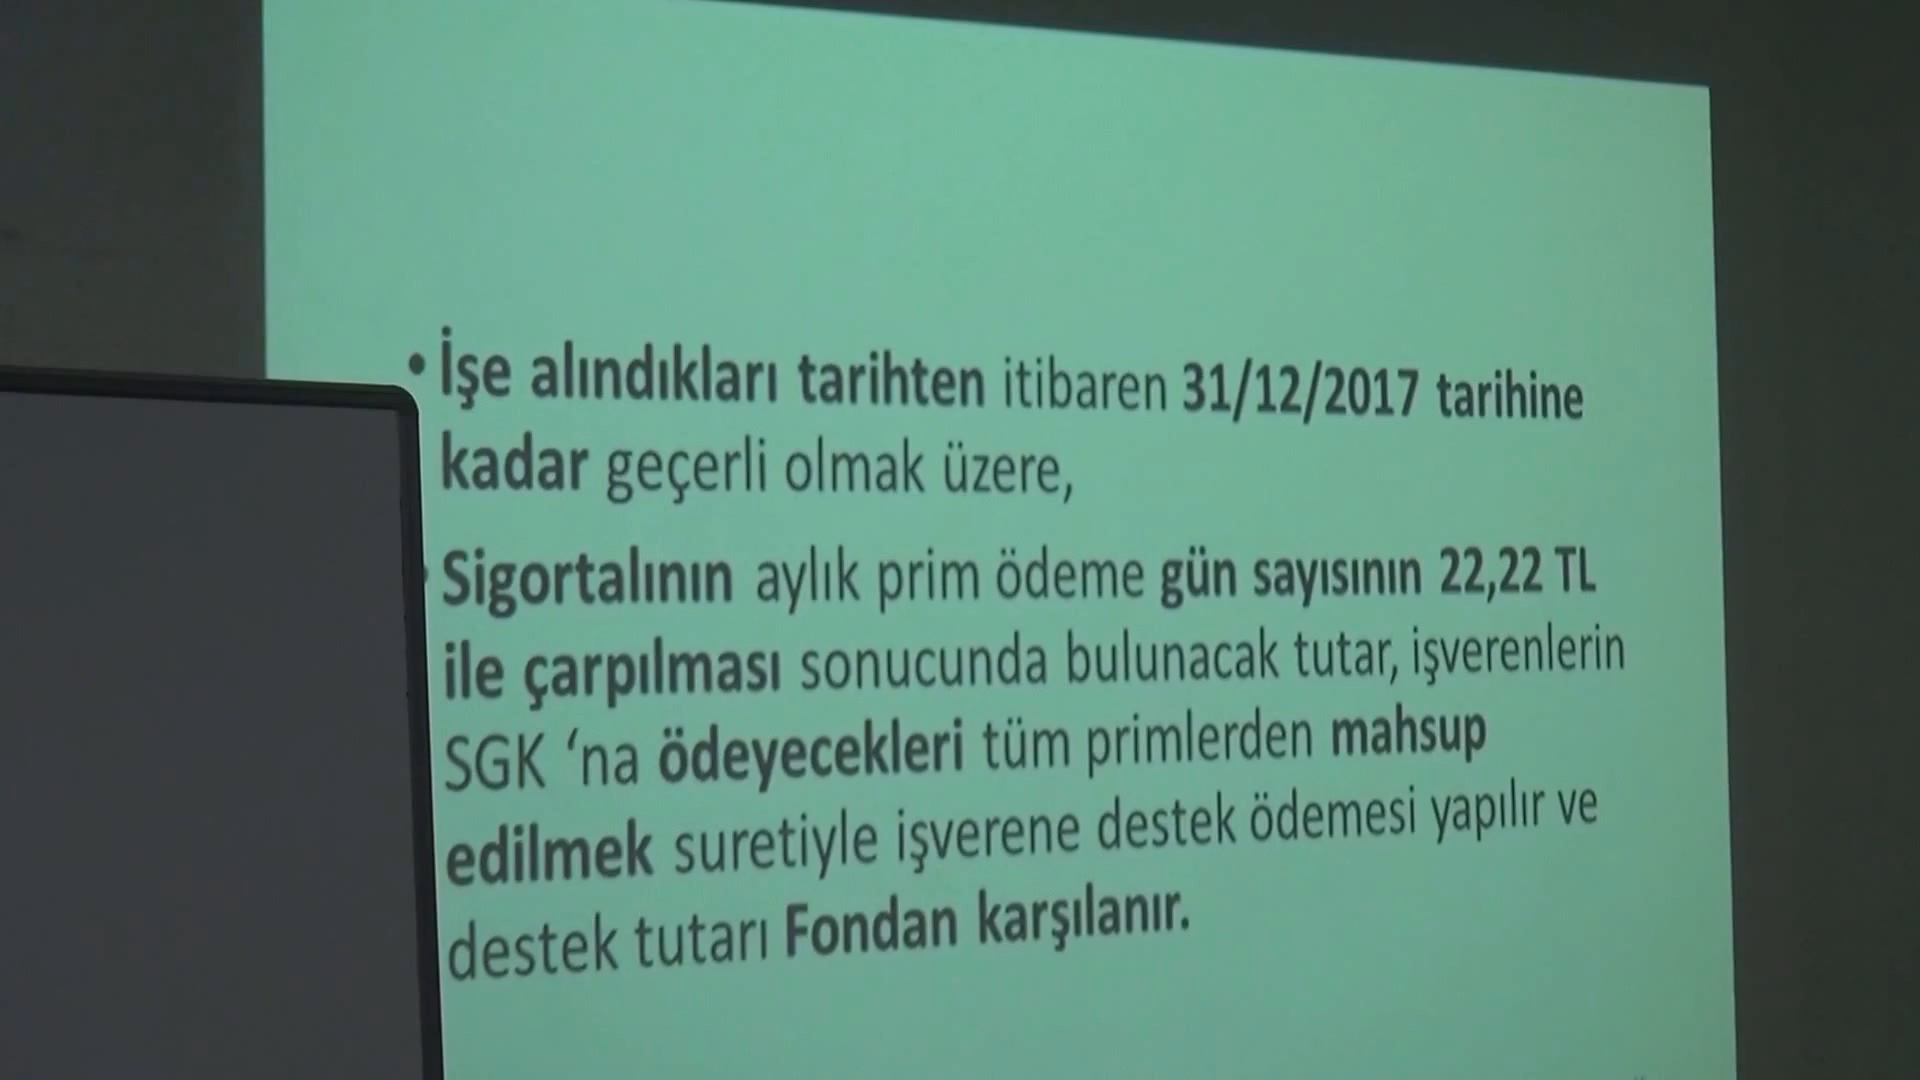 • İşe alındıkları tarihten itibaren 31/12/2017 tarihine
kadar geçerli olmak üzere,
• Sigortalının aylık prim ödeme gün sayısının 22,22 TL
ile çarpılması sonucunda bulunacak tutar, işverenlerin
SGK ‘na ödeyecekleri tüm primlerden mahsup
edilmek suretiyle işverene destek ödemesi yapılır ve
destek tutarı Fondan karşılanır.